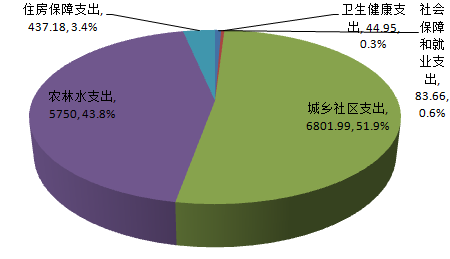 住房保障支出,
437.18, 3.4%
卫生健康支
出, 44.95,
0.3%
社会
保障
和就
业支
出,
83.66,
0.6%
农林水支出,
5750, 43.8%
城乡社区支出,
6801.99, 51.9%